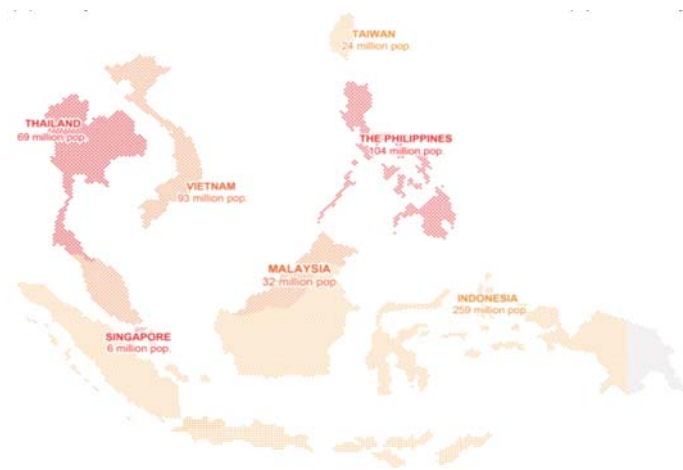 TAIWAN
24 million pop.
THAILAND
69 million pop.
THE PHILIPPINES
104 million pop.
VIETNAM
93 million pop.
MALAYSIA
32 million pop
INDONESIA
259 million pop.
SINGAPORE
6 million pop.